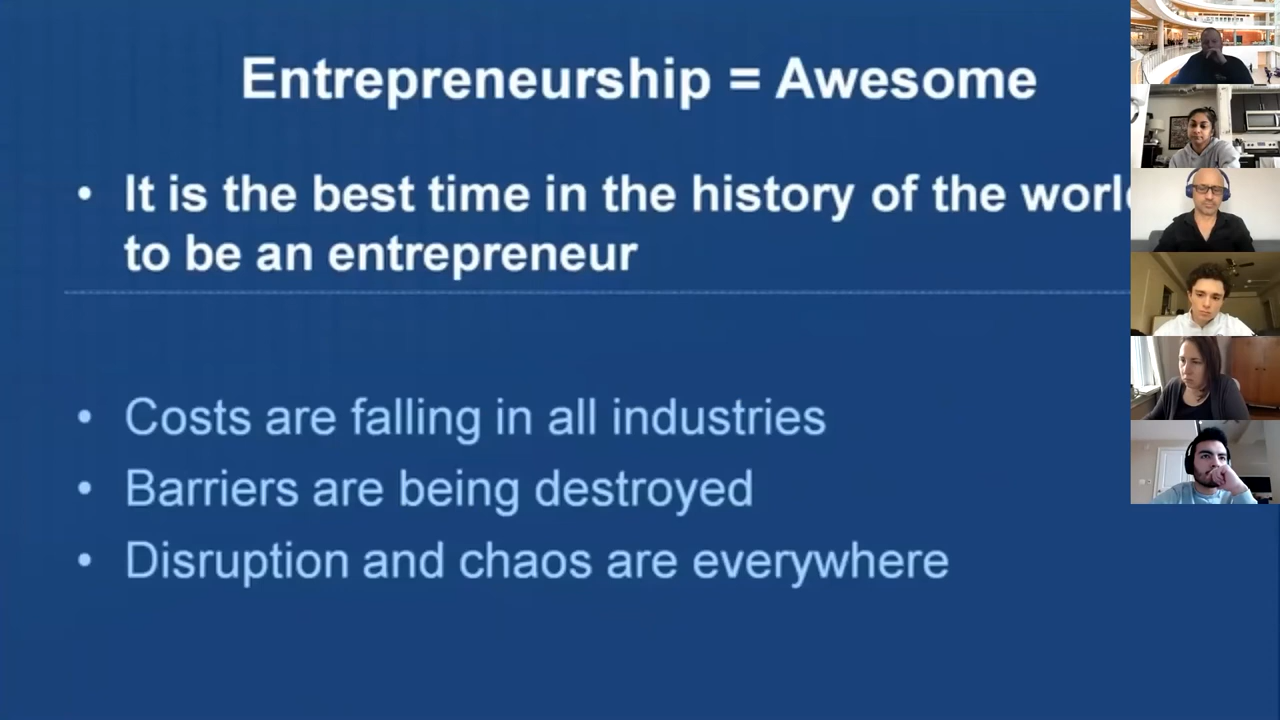 Entrepreneurship = Awesome
• It is the best time in the history of the worl
to be an entrepreneur
• Costs are falling in all industries
• Barriers are being destroyed
• Disruption and chaos are everywhere